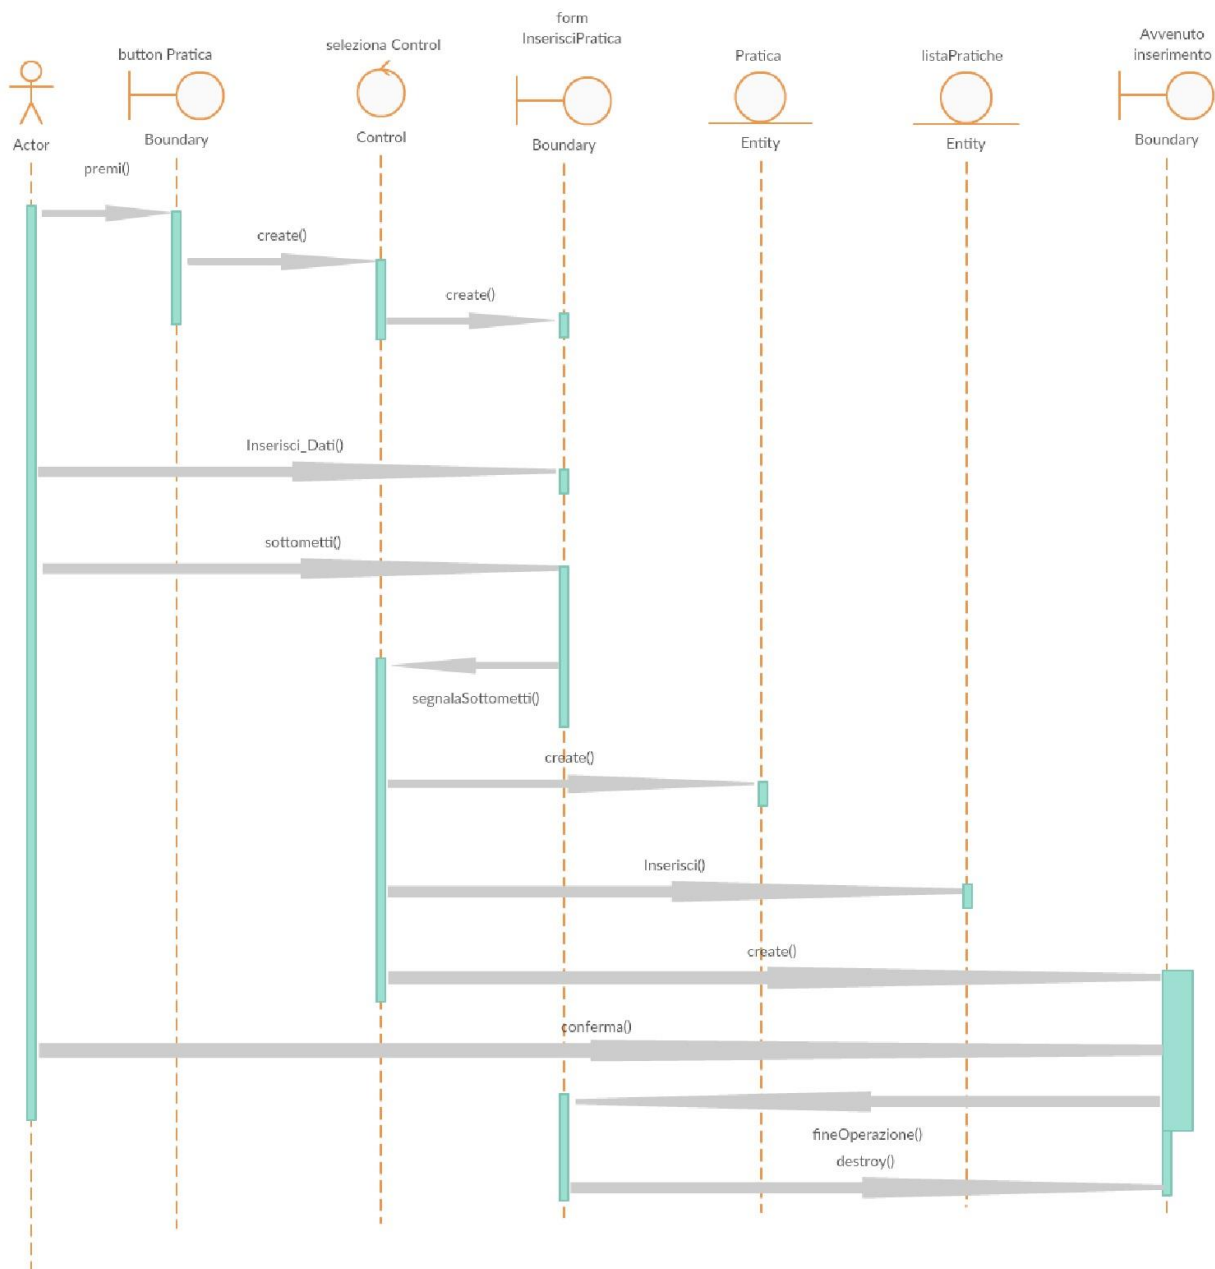 form
InserisciPratica
Avvenuto
inserimento
button Pratica
seleziona Control
Pratica
listaPratiche
Actor
Boundary
Control
Boundary
Entity
Entity
Boundary
premi()
create()
create()
Inserisci_Dati()
sottometti()
segnalaSottometti()
create()
Inserisci()
create()
conferma()
fineOperazione()
destroy()